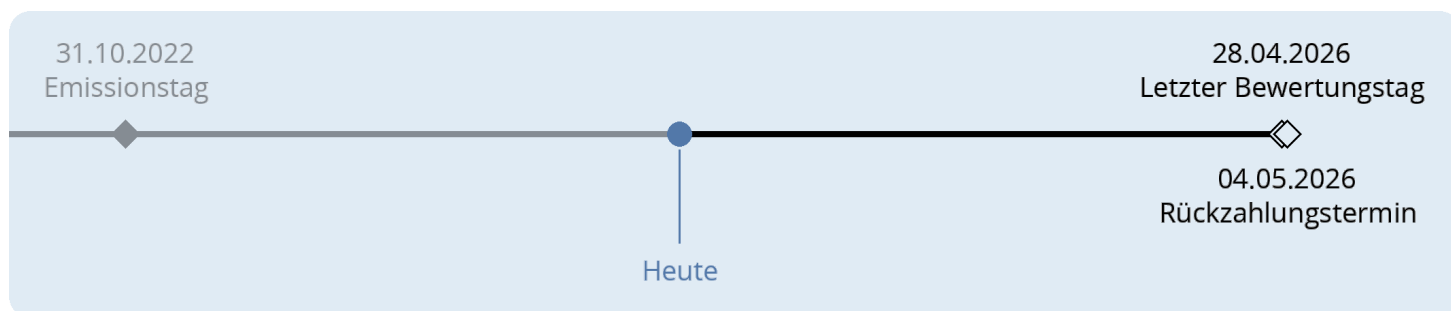 31.10.2022
Emissionstag
28.04.2026
Letzter Bewertungstag
04.05.2026
Rückzahlungstermin
Heute